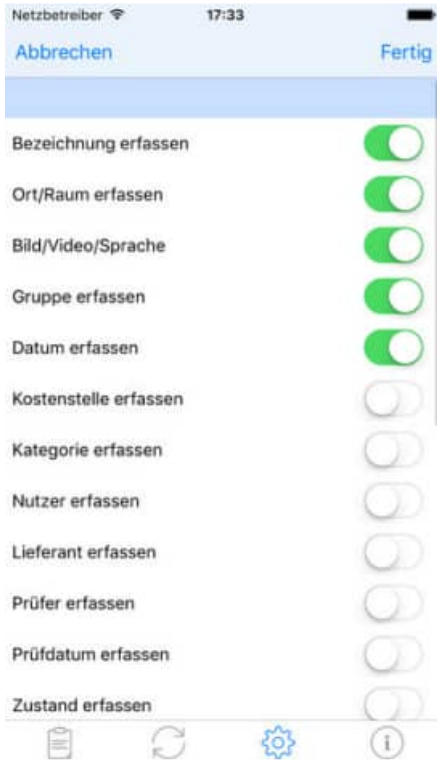 Netzbetreiber 17:33
Abbrechen Fertig
Bezeichnung erfassen
Ort/Raum erfassen
Bild/Video/Sprache
Gruppe erfassen
Datum erfassen
Kostenstelle erfassen
Kategorie erfassen
Nutzer erfassen
Lieferant erfassen
Prüfer erfassen
Prüfdatum erfassen
Zustand erfassen